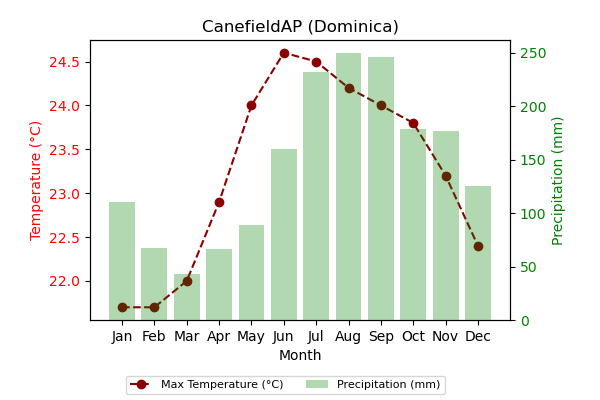 CanefieldAP (Dominica)
24.5
24.0
23.5
23.0
22.5
22.0
Temperature (°C)
250
200
150
100
50
0
Precipitation (mm)
Jan Feb Mar Apr May Jun Jul Aug Sep Oct Nov Dec
Month
Max Temperature (°C) Precipitation (mm)